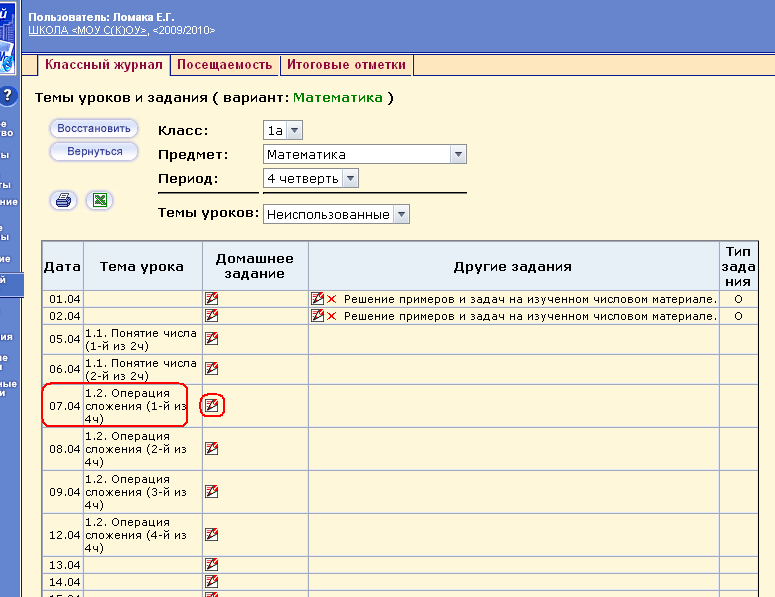 й
Пользователь: Ломака Е.Г.
ШКОЛА <МОУ С(К)ОУ>, <2009/2010>
Классный журнал
Посещаемость
Итоговые отметки
?
Темы уроков и задания ( вариант: Математика )
Восстановить
Вернуться
Класс:
1а
Предмет:
Математика
Период:
4 четверть
Темы уроков:
Неиспользованные
Дата
Тема урока
Домашнее
задание
Другие задания
Тип
зада
ния
01.04
Решение примеров и задач на изученном числовом материале.
О
02.04
Решение примеров и задач на изученном числовом материале.
О
05.04
1.1. Понятие числа
(1-й из 2ч)
06.04
1.1. Понятие числа
(2-й из 2ч)
07.04
1.2. Операция
сложения (1-й из
4ч)
08.04
1.2. Операция
сложения (2-й из
4ч)
09.04
1.2. Операция
сложения (3-й из
4ч)
12.04
1.2. Операция
сложения (4-й из
4ч)
13.04
14.04